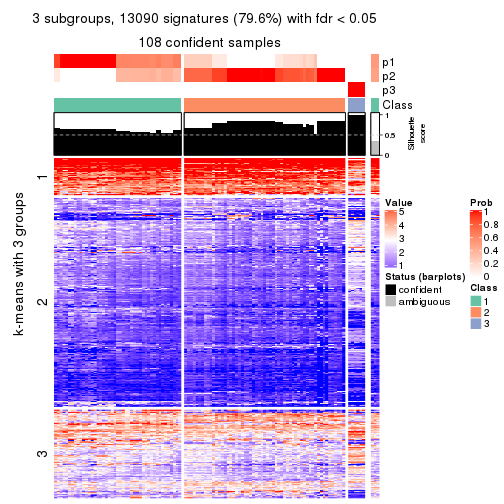 3 subgroups, 13090 signatures (79.6%) with fdr < 0.05
108 confident samples
p1
p2
p3
Class
1
0.5
0
Silhouette
score
k-means with 3 groups
1
2
3
Value
5
4
3
2
1
Status (barplots)
confident
ambiguous
Prob
1
0.8
0.6
0.4
0.2
0
Class
1
2
3